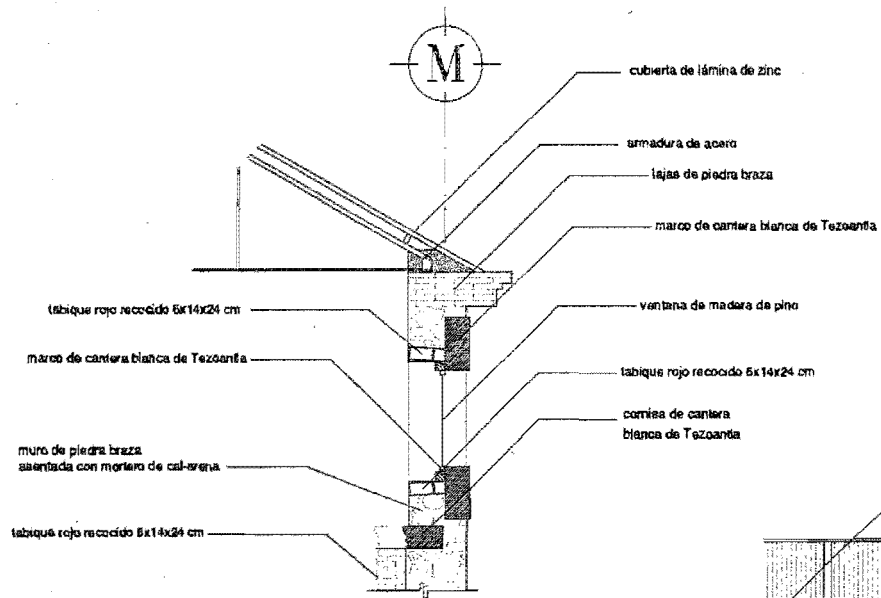 M
cubierta de lámina de zinc
armadura de acero
lajas de piedra braza
marco de cantera blanca de Tezoantla
ventana de madera de pino
tabique rojo recocido 6x14x24 cm
cornisa de cantera
blanca de Tezoantla
tabique rojo recocido 6x14x24 cm
marco de cantera blanca de Tezoantla
muro de piedra braza
asentada con mortero de cal-arena
tabique rojo recocido 6x14x24 cm